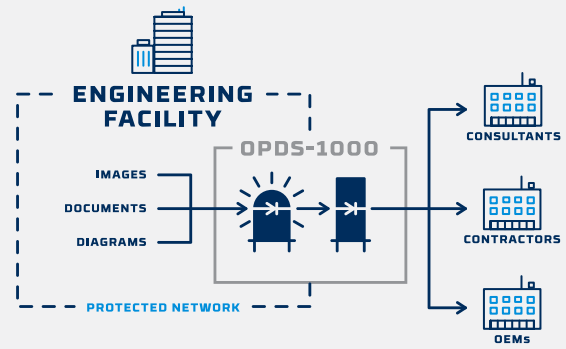 ENGINEERING
FACILITY
OPDS-1000
IMAGES
DOCUMENTS
DIAGRAMS
PROTECTED NETWORK
CONSULTANTS
CONTRACTORS
OEMs